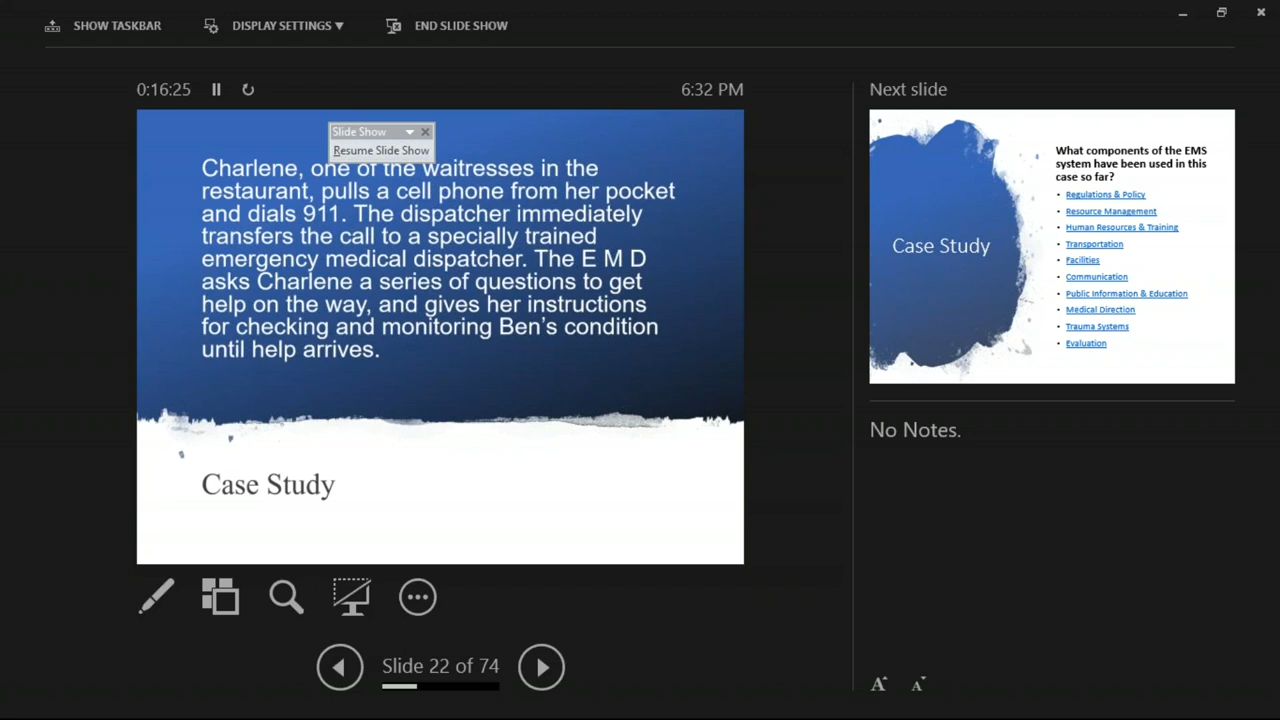 SHOW TASKBAR
DISPLAY SETTINGS ▼
END SLIDE SHOW
0:16:25
6:32 PM
Slide Show
Resume Slide Show
Charlene, one of the waitresses in the
restaurant, pulls a cell phone from her pocket
and dials 911. The dispatcher immediately
transfers the call to a specially trained
emergency medical dispatcher. The E M D
asks Charlene a series of questions to get
help on the way, and gives her instructions
for checking and monitoring Ben’s condition
until help arrives.
Case Study
Slide 22 of 74
Next slide
Case Study
What components of the EMS
system have been used in this
case so far?
• Regulations & Policy
• Resource Management
• Human Resources & Training
• Transportation
• Facilities
• Communication
• Public Information & Education
• Medical Direction
• Trauma Systems
• Evaluation
No Notes.
A A